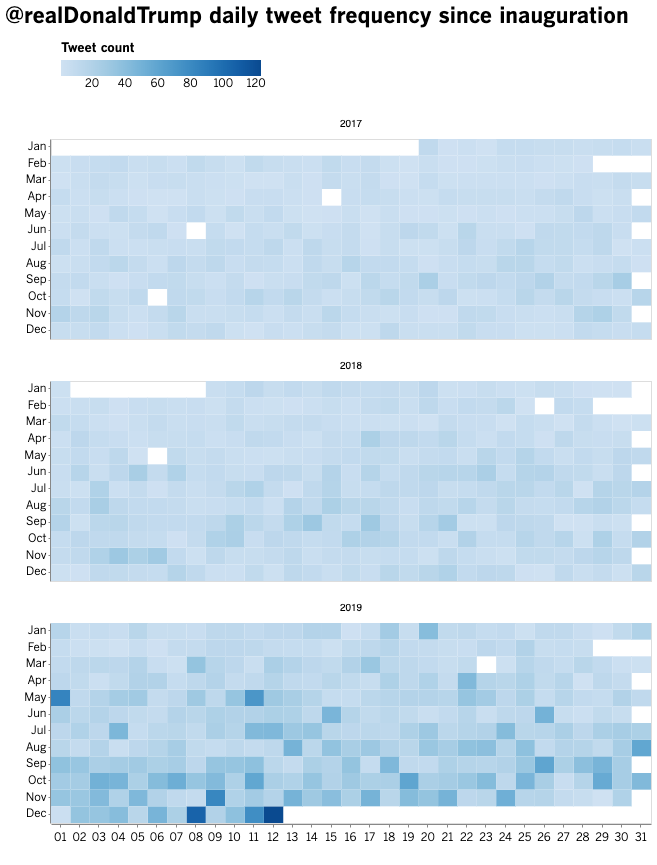 @realDonaldTrump daily tweet frequency since inauguration
Tweet count
20 40 60 80 100 120
2017
Jan
Feb
Mar
Apr
May
Jun
Jul
Aug
Sep
Oct
Nov
Dec
2018
Jan
Feb
Mar
Apr
May
Jun
Jul
Aug
Sep
Oct
Nov
Dec
2019
Jan
Feb
Mar
Apr
May
Jun
Jul
Aug
Sep
Oct
Nov
Dec
01 02 03 04 05 06 07 08 09 10 11 12 13 14 15 16 17 18 19 20 21 22 23 24 25 26 27 28 29 30 31